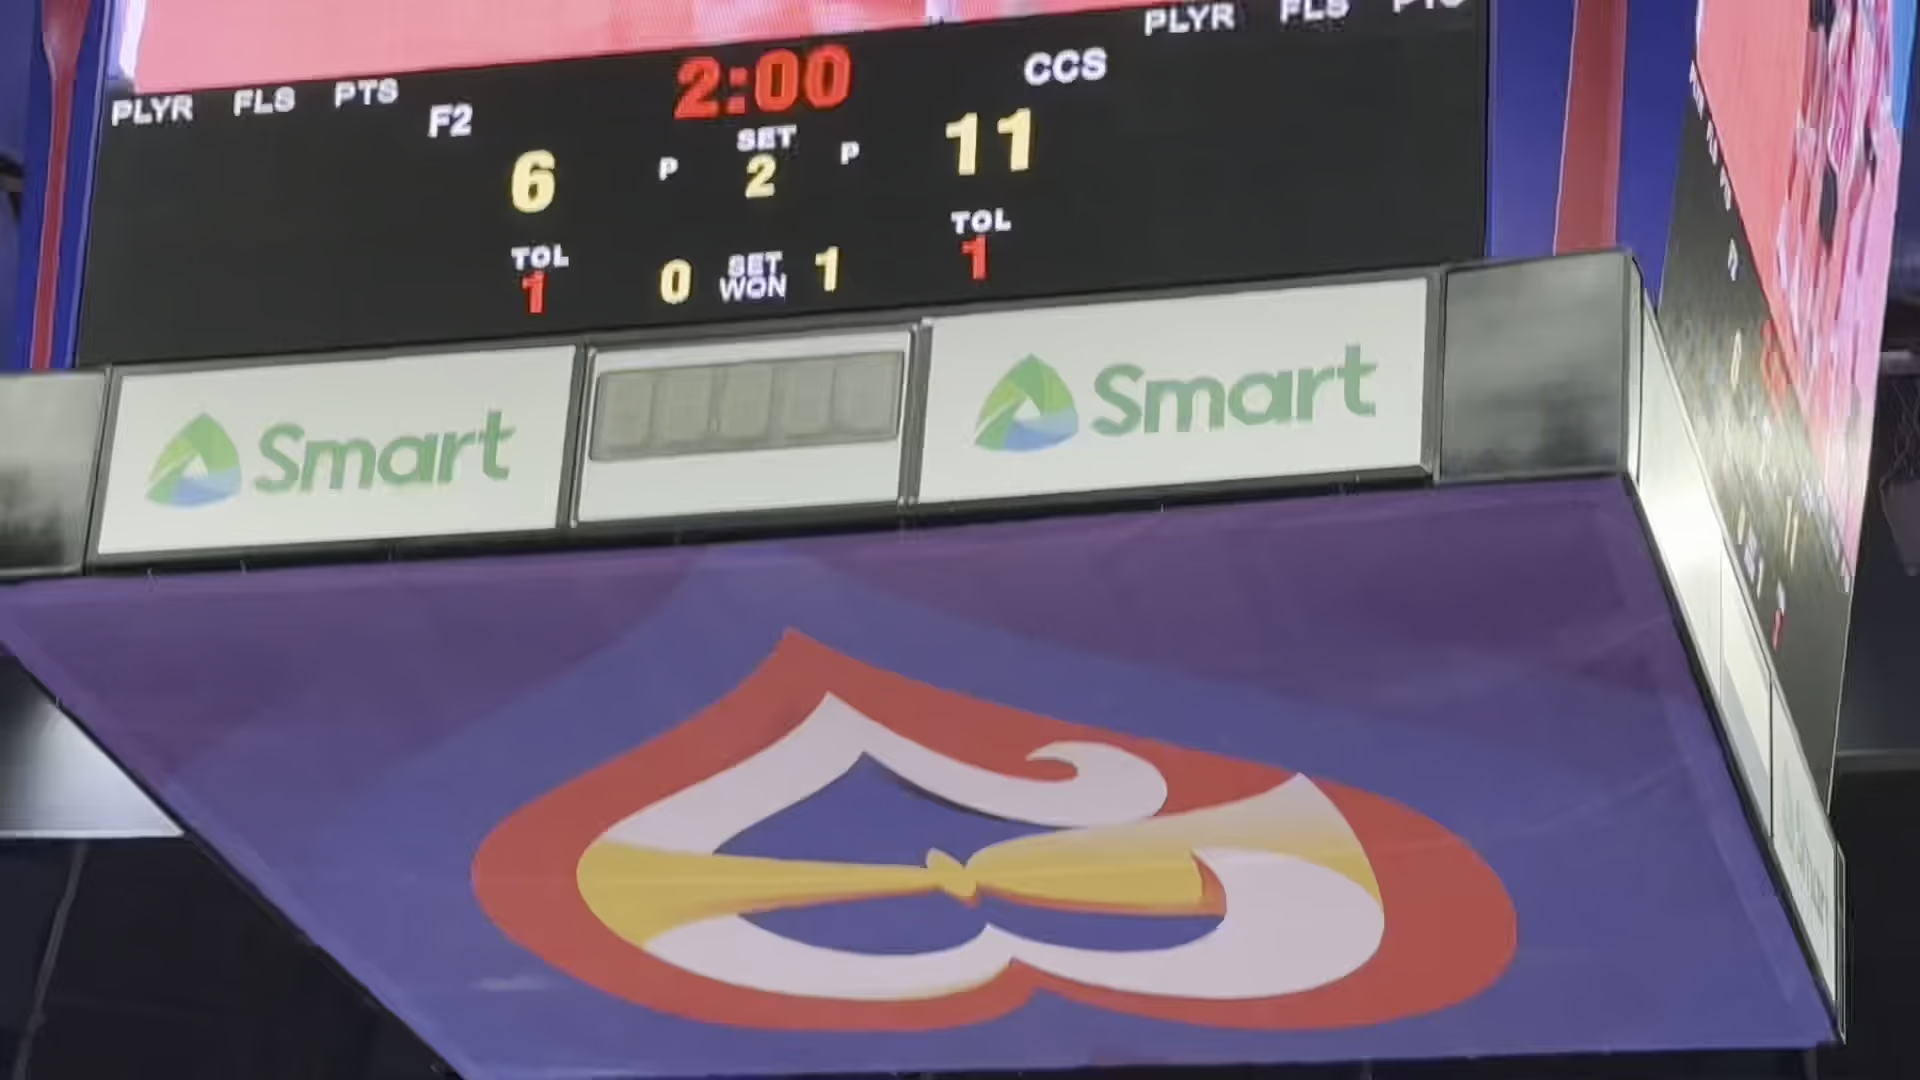 PLYR FLS PTS
2:00
PLYR FLS PTS
F2 CCS
6 P SET 2 P 11
TOL 1 TOL 1
0 SET WON 1
Smart
Smart